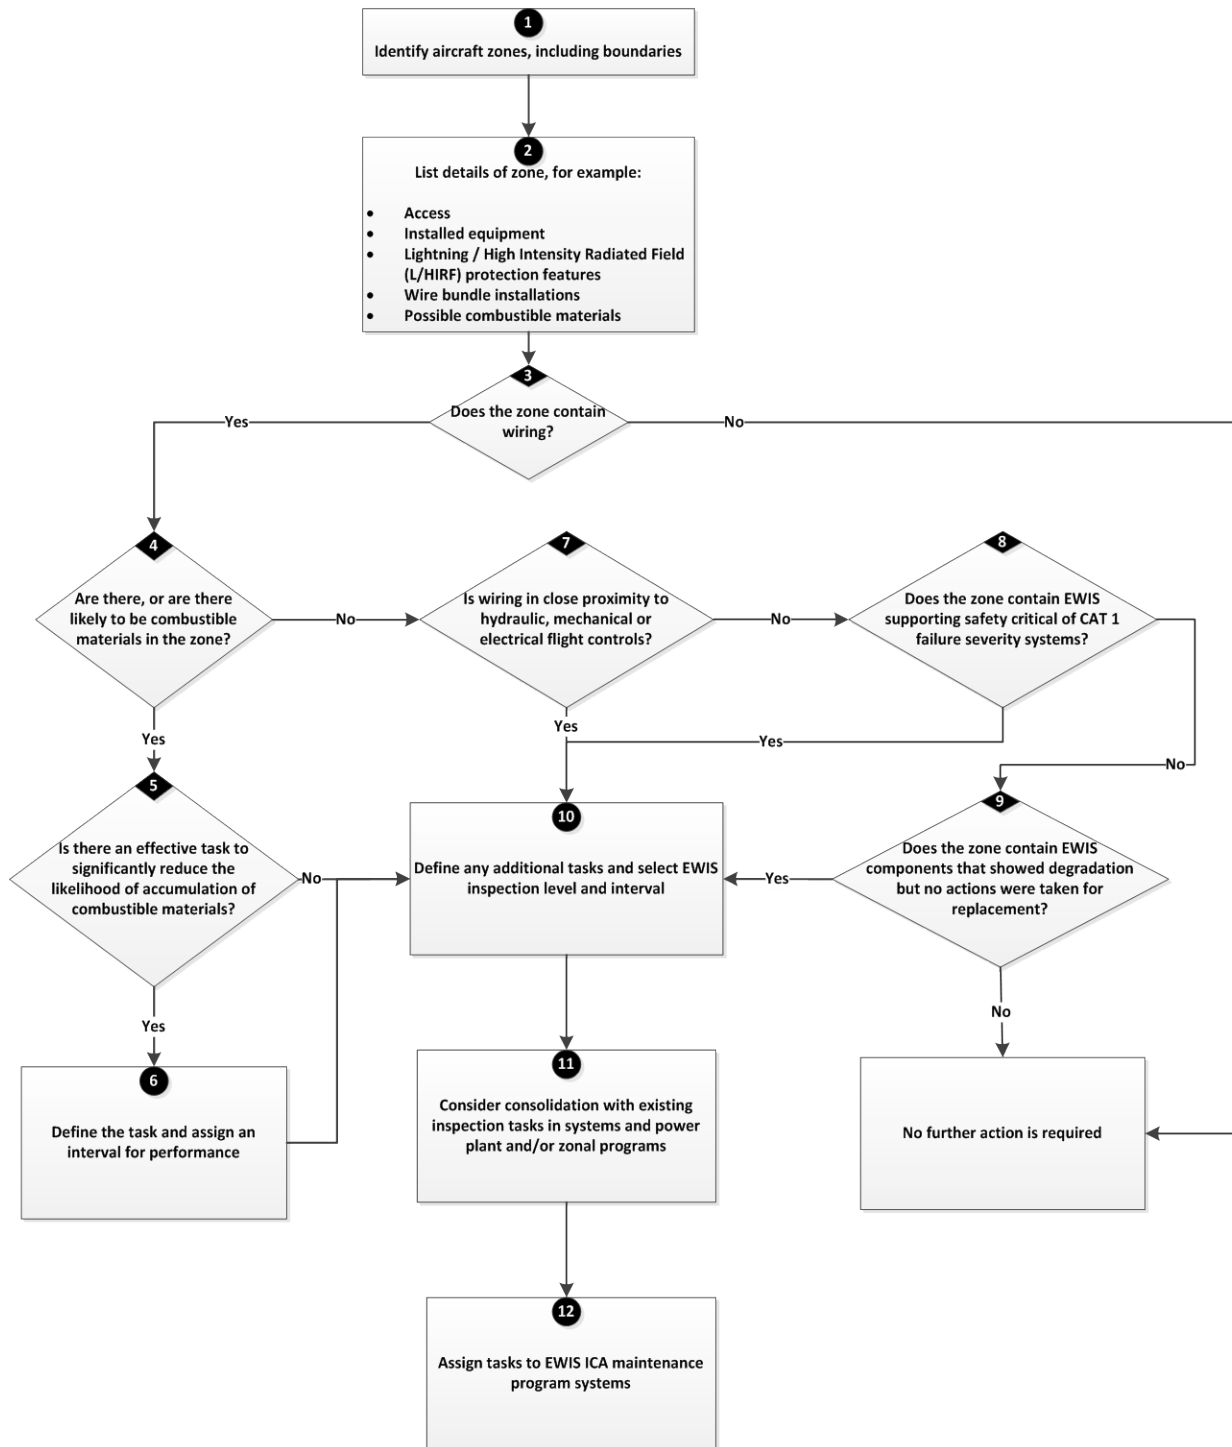 1
Identify aircraft zones, including boundaries
2
List details of zone, for example:
• Access
• Installed equipment
• Lightning / High Intensity Radiated Field
(L/HIRF) protection features
• Wire bundle installations
• Possible combustible materials
3
Does the zone contain
wiring?
Yes
No
4
Are there, or are there
likely to be combustible
materials in the zone?
No
7
Is wiring in close proximity to
hydraulic, mechanical or
electrical flight controls?
No
8
Does the zone contain EWIS
supporting safety critical of CAT 1
failure severity systems?
Yes
Yes
Yes
No
5
Is there an effective task to
significantly reduce the
likelihood of accumulation of
combustible materials?
No
10
Define any additional tasks and select EWIS
inspection level and interval
Yes
9
Does the zone contain EWIS
components that showed degradation
but no actions were taken for
replacement?
Yes
No
6
Define the task and assign an
interval for performance
11
Consider consolidation with existing
inspection tasks in systems and power
plant and/or zonal programs
No further action is required
12
Assign tasks to EWIS ICA maintenance
program systems